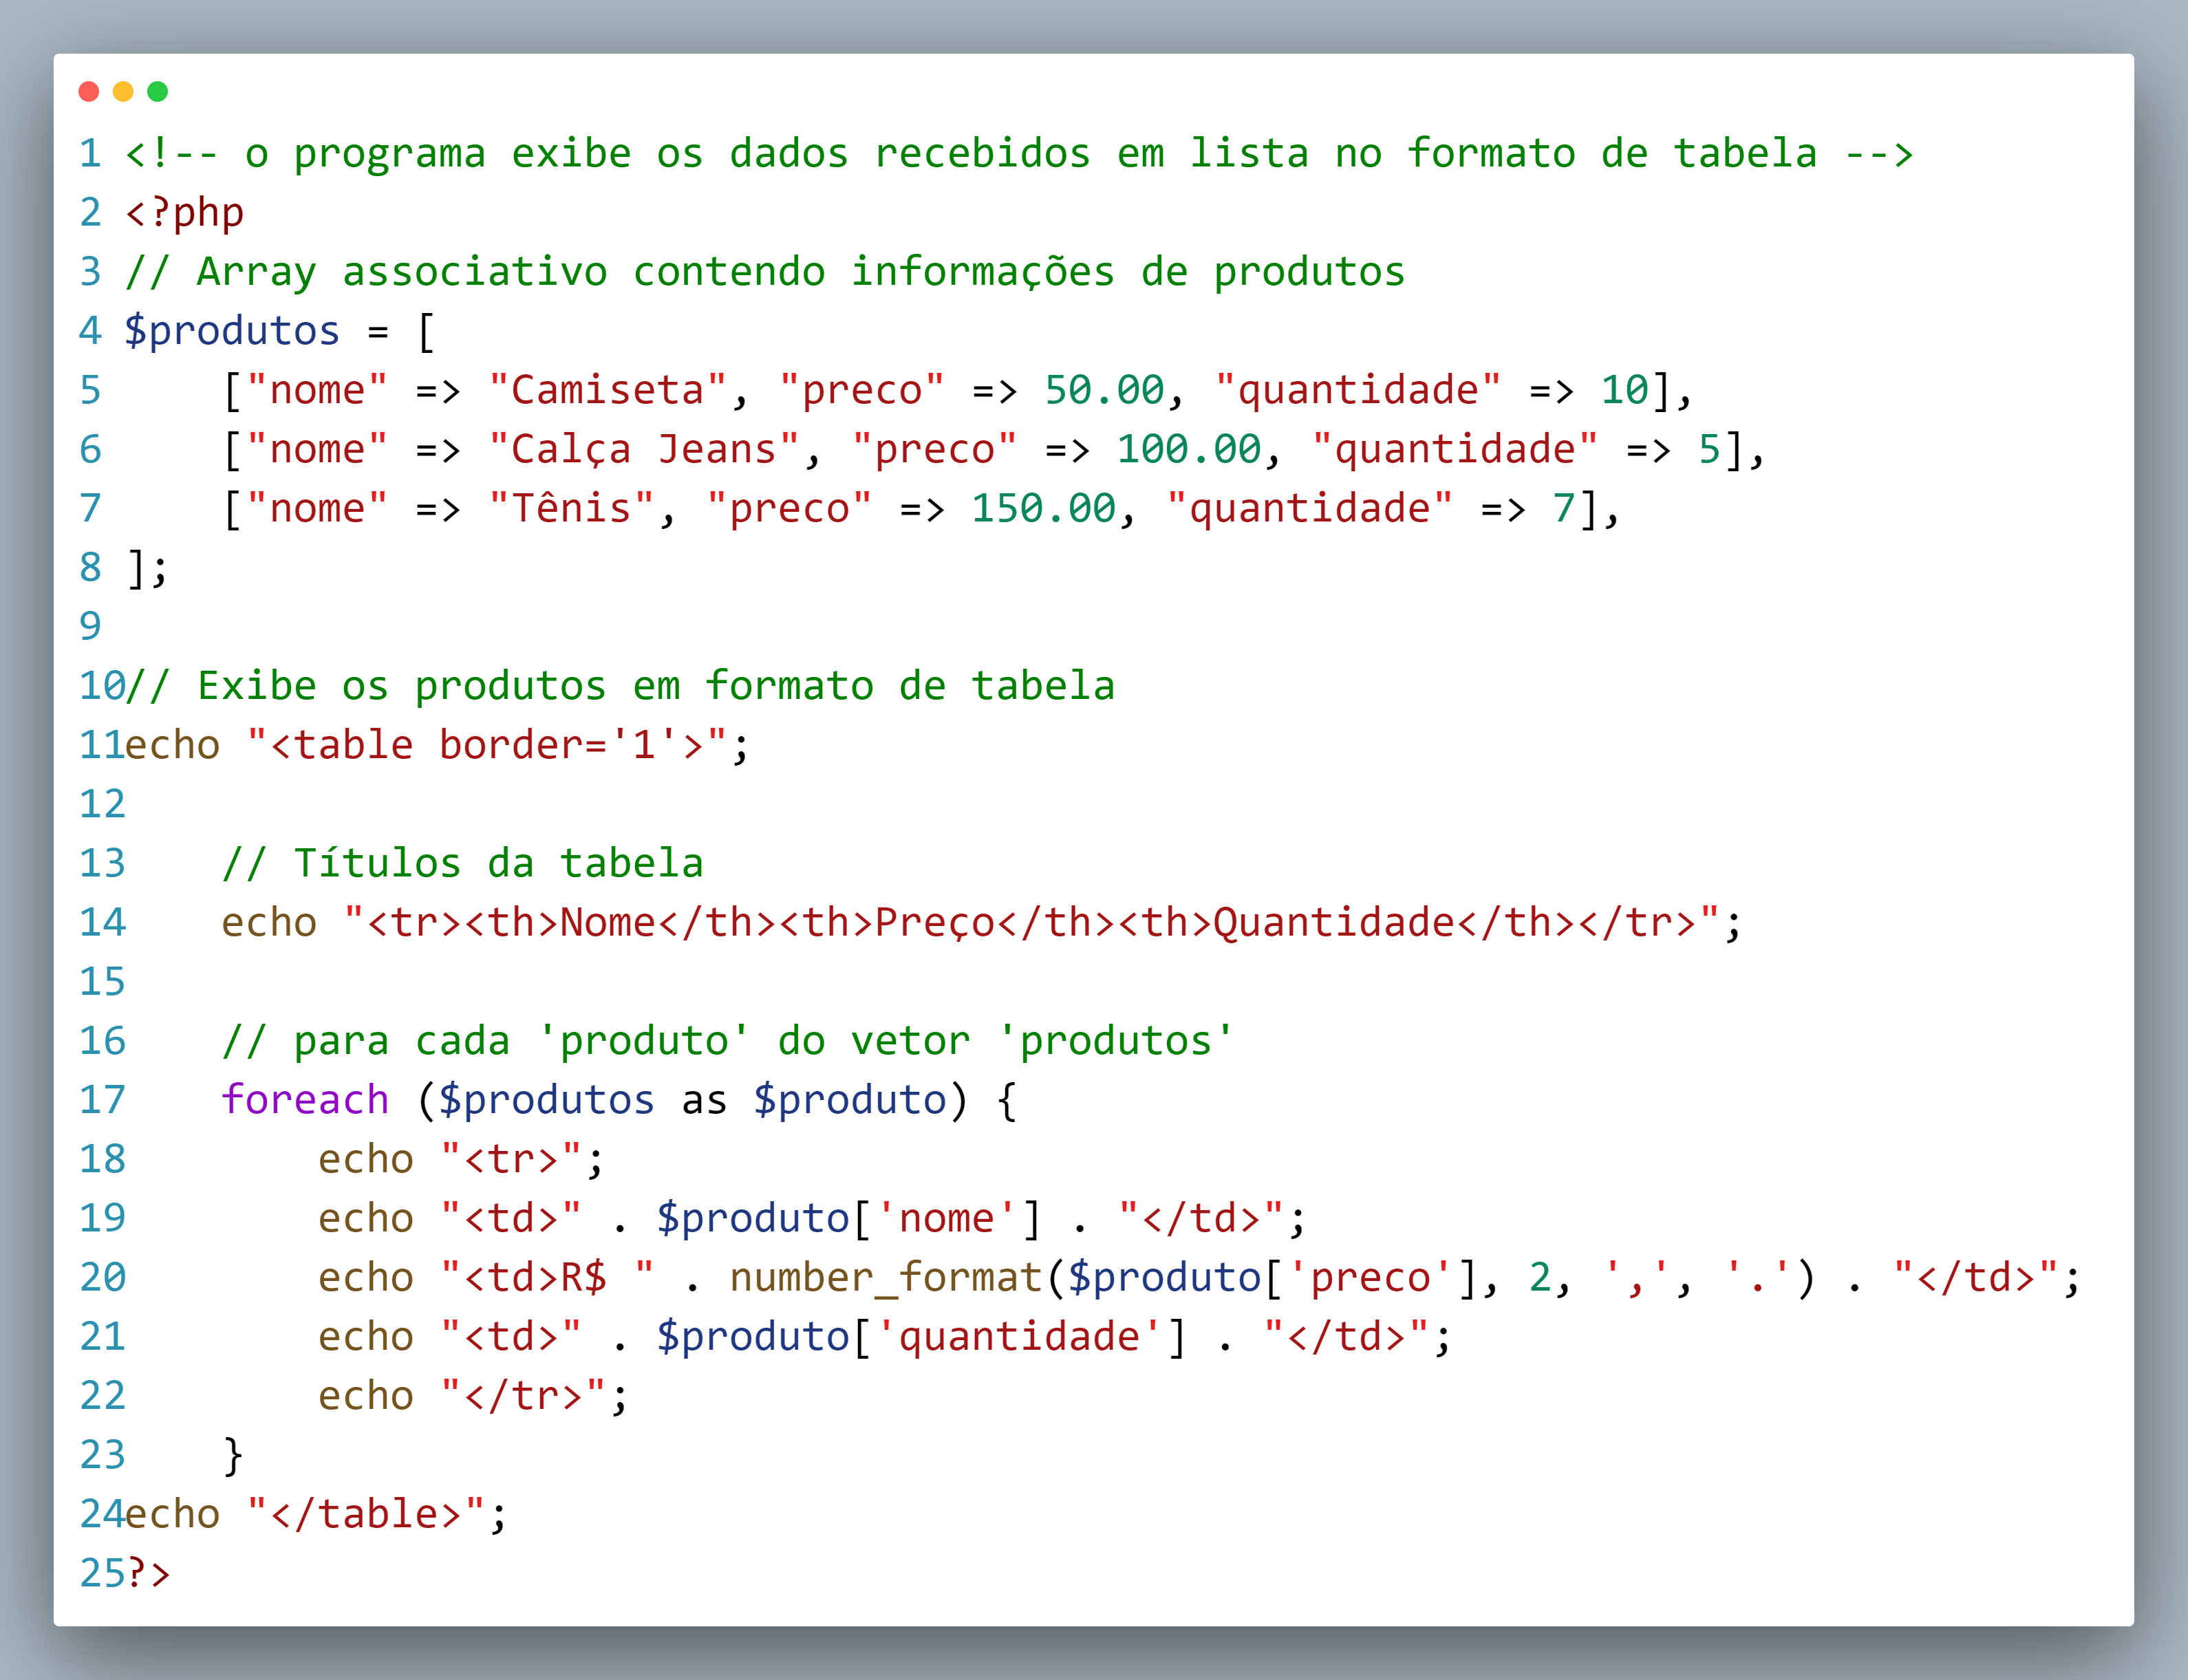 1 <!-- o programa exibe os dados recebidos em lista no formato de tabela -->
2 <?php
3 // Array associativo contendo informações de produtos
4 $produtos = [
5     ["nome" => "Camiseta", "preco" => 50.00, "quantidade" => 10],
6     ["nome" => "Calça Jeans", "preco" => 100.00, "quantidade" => 5],
7     ["nome" => "Tênis", "preco" => 150.00, "quantidade" => 7],
8 ];
9
10// Exibe os produtos em formato de tabela
11echo "<table border='1'>";
12
13    // Títulos da tabela
14    echo "<tr><th>Nome</th><th>Preço</th><th>Quantidade</th></tr>";
15
16    // para cada 'produto' do vetor 'produtos'
17    foreach ($produtos as $produto) {
18        echo "<tr>";
19        echo "<td>" . $produto['nome'] . "</td>";
20        echo "<td>R$ " . number_format($produto['preco'], 2, ',', '.') . "</td>";
21        echo "<td>" . $produto['quantidade'] . "</td>";
22        echo "</tr>";
23    }
24echo "</table>";
25?>